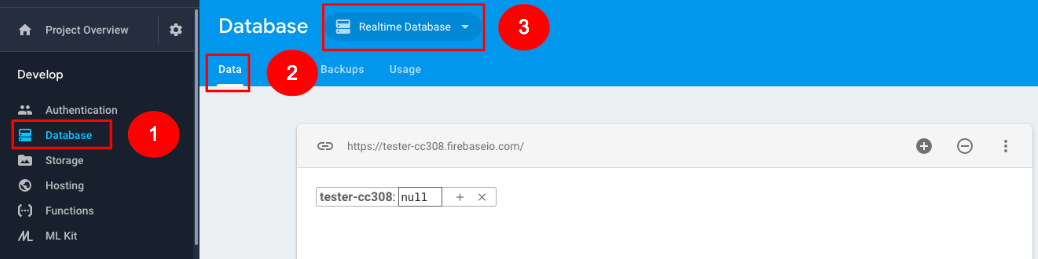 Project Overview
Develop
Authentication
Database
1
Storage
Hosting
Functions
ML Kit
Database
Realtime Database
3
Data
2
Backups
Usage
https://tester-cc308.firebaseio.com/
tester-cc308: null + ×